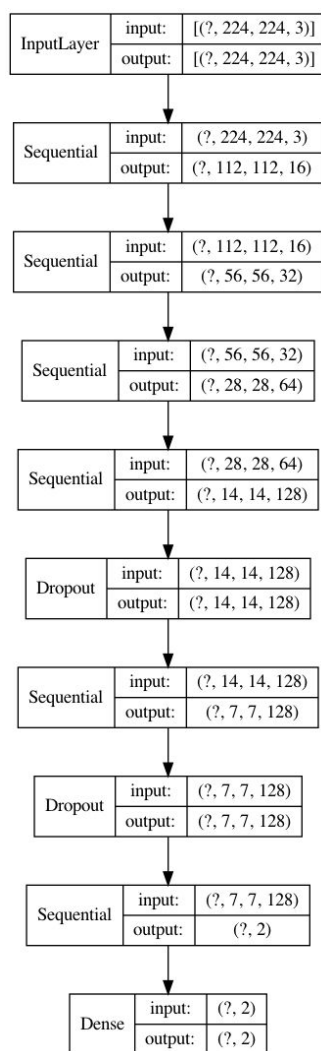 InputLayer
input: [(?, 224, 224, 3)]
output: [(?, 224, 224, 3)]
Sequential
input: (?, 224, 224, 3)
output: (?, 112, 112, 16)
Sequential
input: (?, 112, 112, 16)
output: (?, 56, 56, 32)
Sequential
input: (?, 56, 56, 32)
output: (?, 28, 28, 64)
Sequential
input: (?, 28, 28, 64)
output: (?, 14, 14, 128)
Dropout
input: (?, 14, 14, 128)
output: (?, 14, 14, 128)
Sequential
input: (?, 14, 14, 128)
output: (?, 7, 7, 128)
Dropout
input: (?, 7, 7, 128)
output: (?, 7, 7, 128)
Sequential
input: (?, 7, 7, 128)
output: (?, 2)
Dense
input: (?, 2)
output: (?, 2)